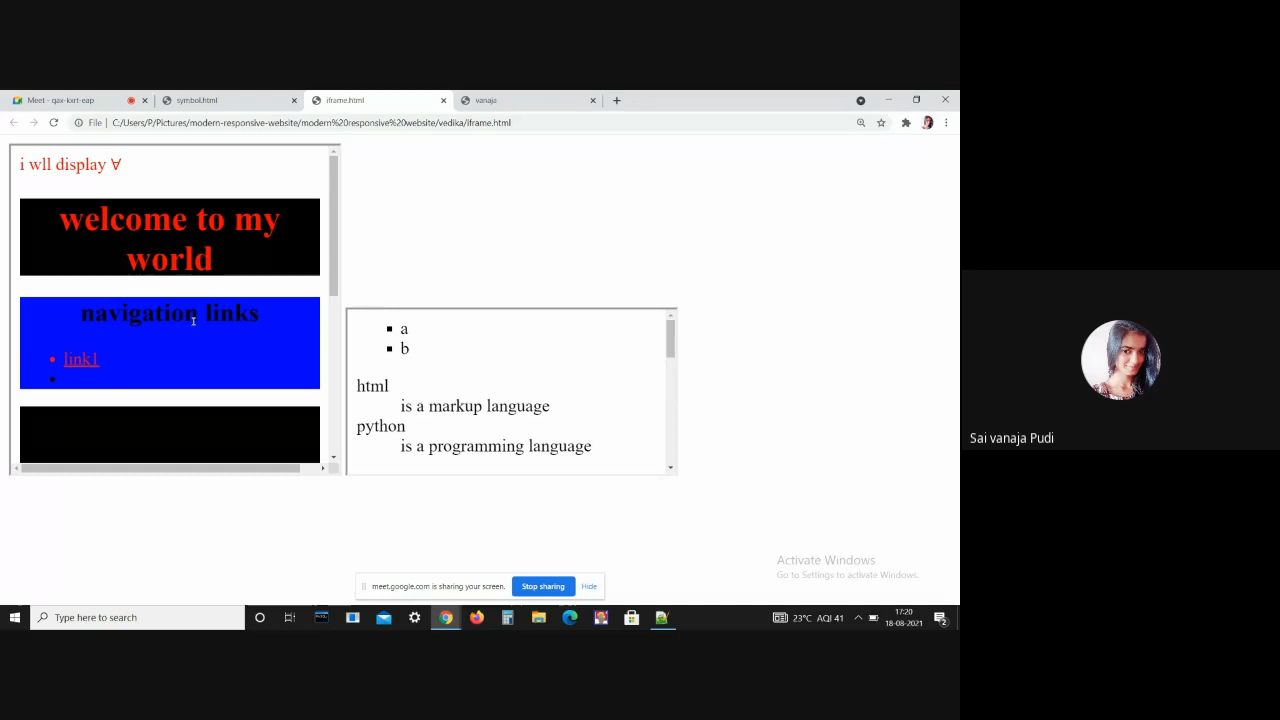 Meet - qax-kxrt-eap
symbol.html
iframe.html
vanaja
File
C:/Users/P/Pictures/modern-responsive-website/modern%20responsive%20website/vedika/iframe.html
i wll display ∀
welcome to my
world
navigation links
link1
a
b
html
is a markup language
python
is a programming language
Sai vanaja Pudi
Activate Windows
Go to Settings to activate Windows.
meet.google.com is sharing your screen.
Stop sharing
Hide
Type here to search
23°C AQI 41
17:20
18-08-2021
2